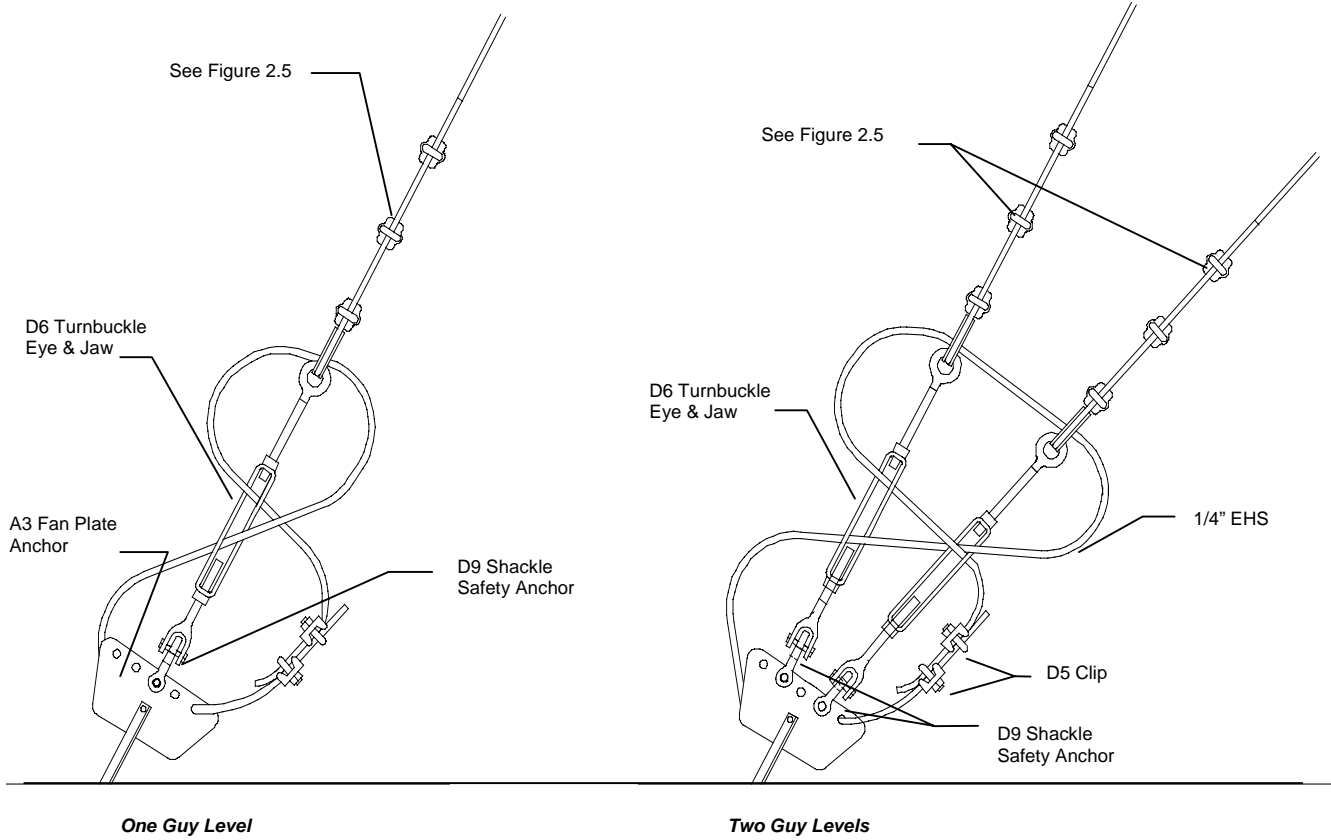 See Figure 2.5
D6 Turnbuckle
Eye & Jaw
A3 Fan Plate
Anchor
D9 Shackle
Safety Anchor
One Guy Level
See Figure 2.5
D6 Turnbuckle
Eye & Jaw
1/4” EHS
D5 Clip
D9 Shackle
Safety Anchor
Two Guy Levels